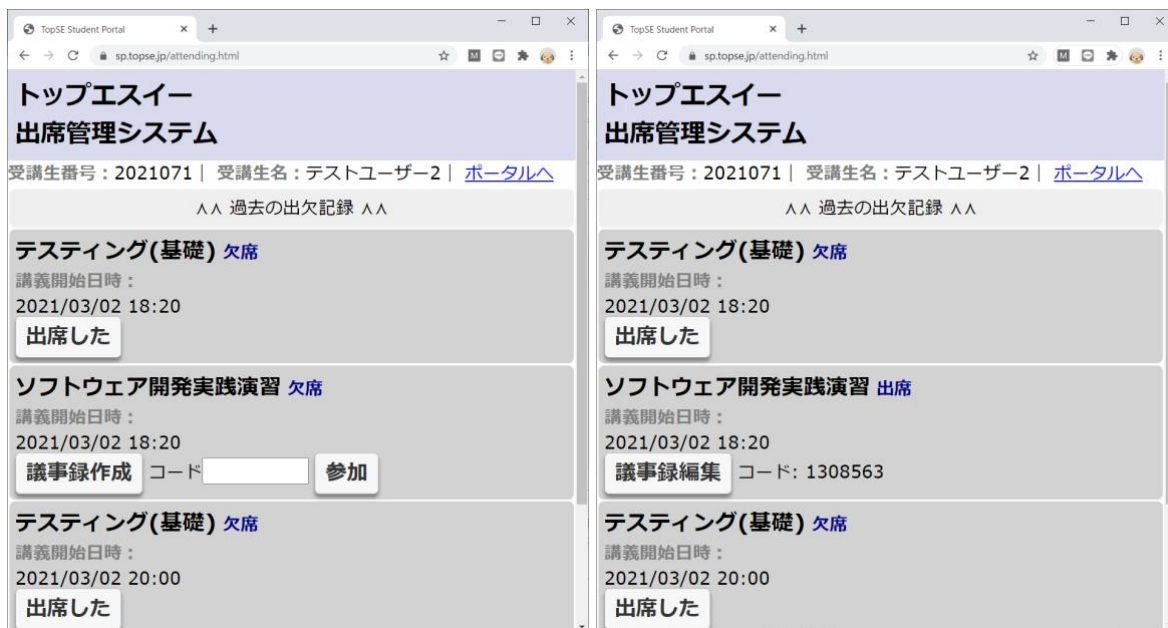 TopSE Student Portal
sp.topse.jp/attending.html
トップエスイー
出席管理システム
受講生番号：2021071｜ 受講生名：テストユーザー2｜ ポータルへ
∧∧ 過去の出欠記録 ∧∧
テスティング(基礎) 欠席
講義開始日時：
2021/03/02 18:20
出席した
ソフトウェア開発実践演習 欠席
講義開始日時：
2021/03/02 18:20
議事録作成 コード 参加
テスティング(基礎) 欠席
講義開始日時：
2021/03/02 20:00
出席した
TopSE Student Portal
sp.topse.jp/attending.html
トップエスイー
出席管理システム
受講生番号：2021071｜ 受講生名：テストユーザー2｜ ポータルへ
∧∧ 過去の出欠記録 ∧∧
テスティング(基礎) 欠席
講義開始日時：
2021/03/02 18:20
出席した
ソフトウェア開発実践演習 出席
講義開始日時：
2021/03/02 18:20
議事録編集 コード: 1308563
テスティング(基礎) 欠席
講義開始日時：
2021/03/02 20:00
出席した